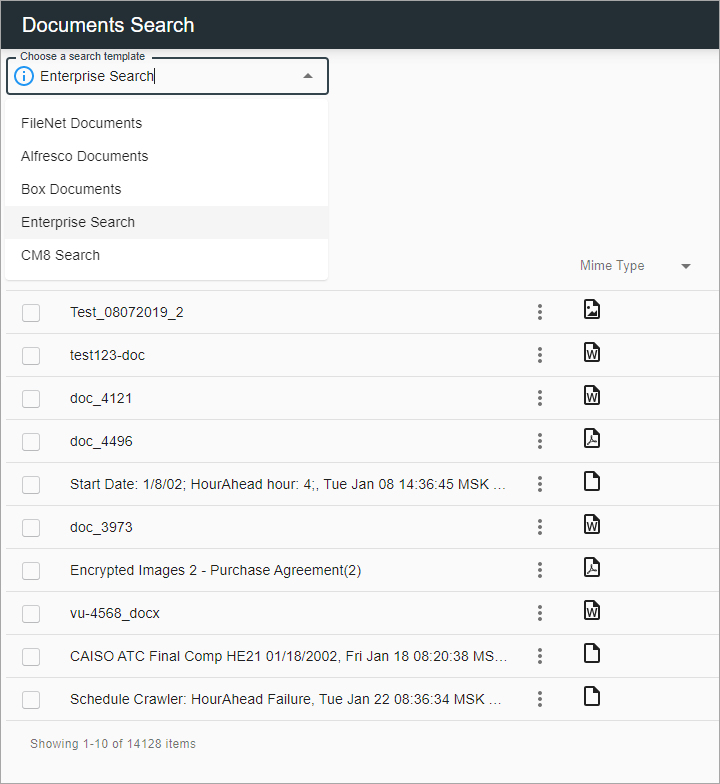 Documents Search
Choose a search template
Enterprise Search
FileNet Documents
Alfresco Documents
Box Documents
Enterprise Search
CM8 Search
Mime Type
Test_08072019_2
test123-doc
doc_4121
doc_4496
Start Date: 1/8/02; HourAhead hour: 4;, Tue Jan 08 14:36:45 MSK ...
doc_3973
Encrypted Images 2 - Purchase Agreement(2)
vu-4568_docx
CAISO ATC Final Comp HE21 01/18/2002, Fri Jan 18 08:20:38 MS...
Schedule Crawler: HourAhead Failure, Tue Jan 22 08:36:34 MSK ...
Showing 1-10 of 14128 items